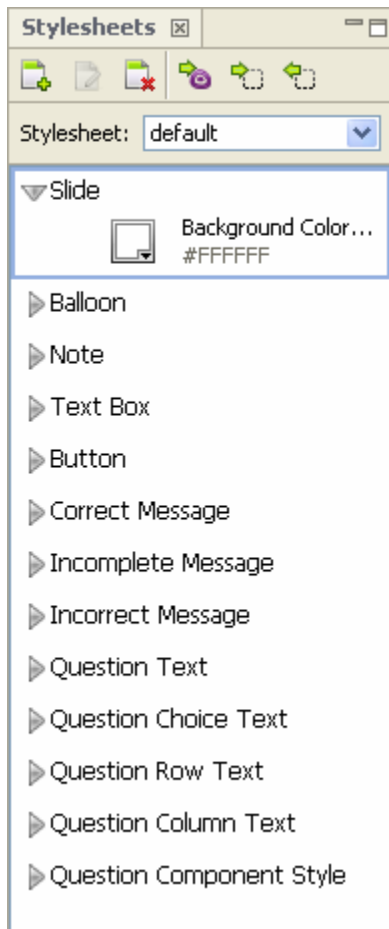 Stylesheets
Stylesheet: default
Slide
Background Color...
#FFFFFF
Balloon
Note
Text Box
Button
Correct Message
Incomplete Message
Incorrect Message
Question Text
Question Choice Text
Question Row Text
Question Column Text
Question Component Style